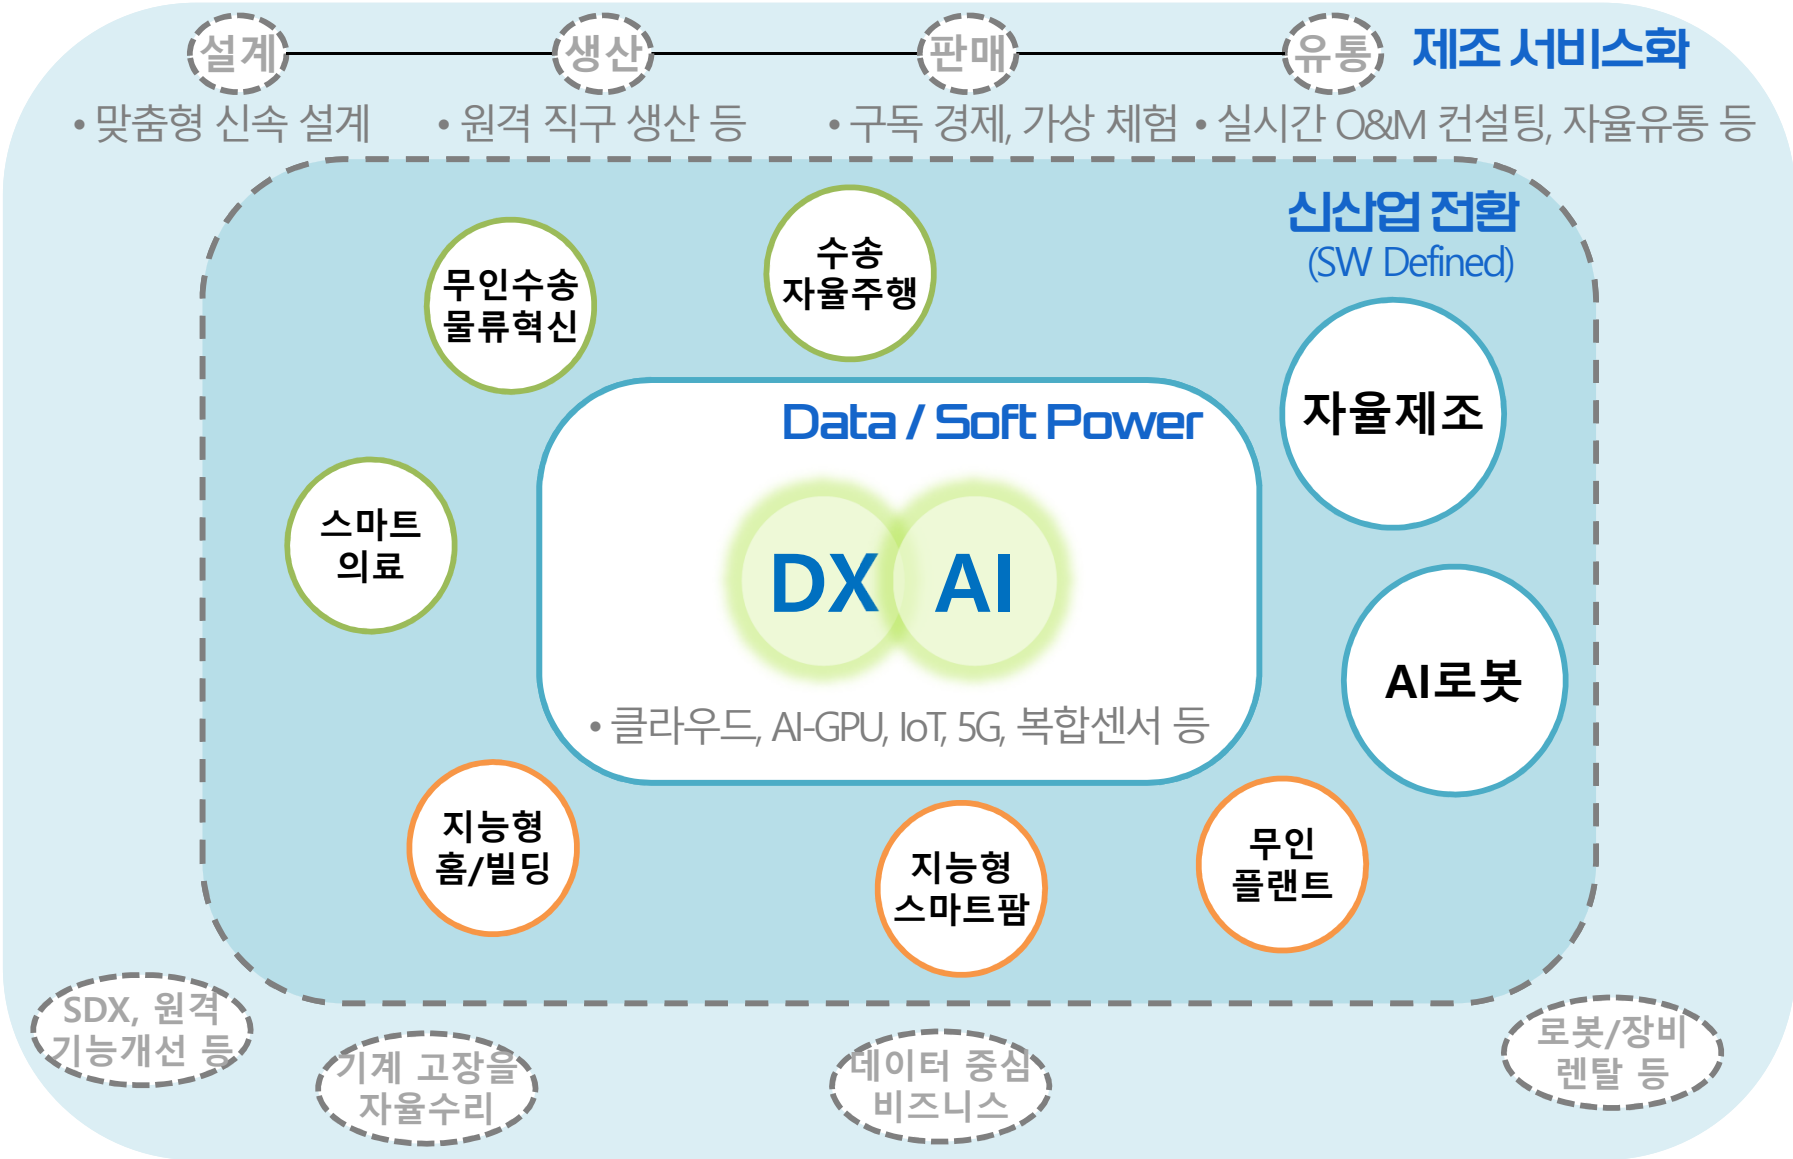 설계
생산
판매
유통
제조 서비스화
• 맞춤형 신속 설계
• 원격 직구 생산 등
• 구독 경제, 가상 체험
• 실시간 O&M 컨설팅, 자율유통 등
신산업 전환
(SW Defined)
무인수송
물류혁신
수송
자율주행
자율제조
Data / Soft Power
스마트
의료
DX
AI
AI로봇
• 클라우드, AI-GPU, IoT, 5G, 복합센서 등
지능형
홈/빌딩
지능형
스마트팜
무인
플랜트
SDX, 원격
기능개선 등
기계 고장을
자율수리
데이터 중심
비즈니스
로봇/장비
렌탈 등